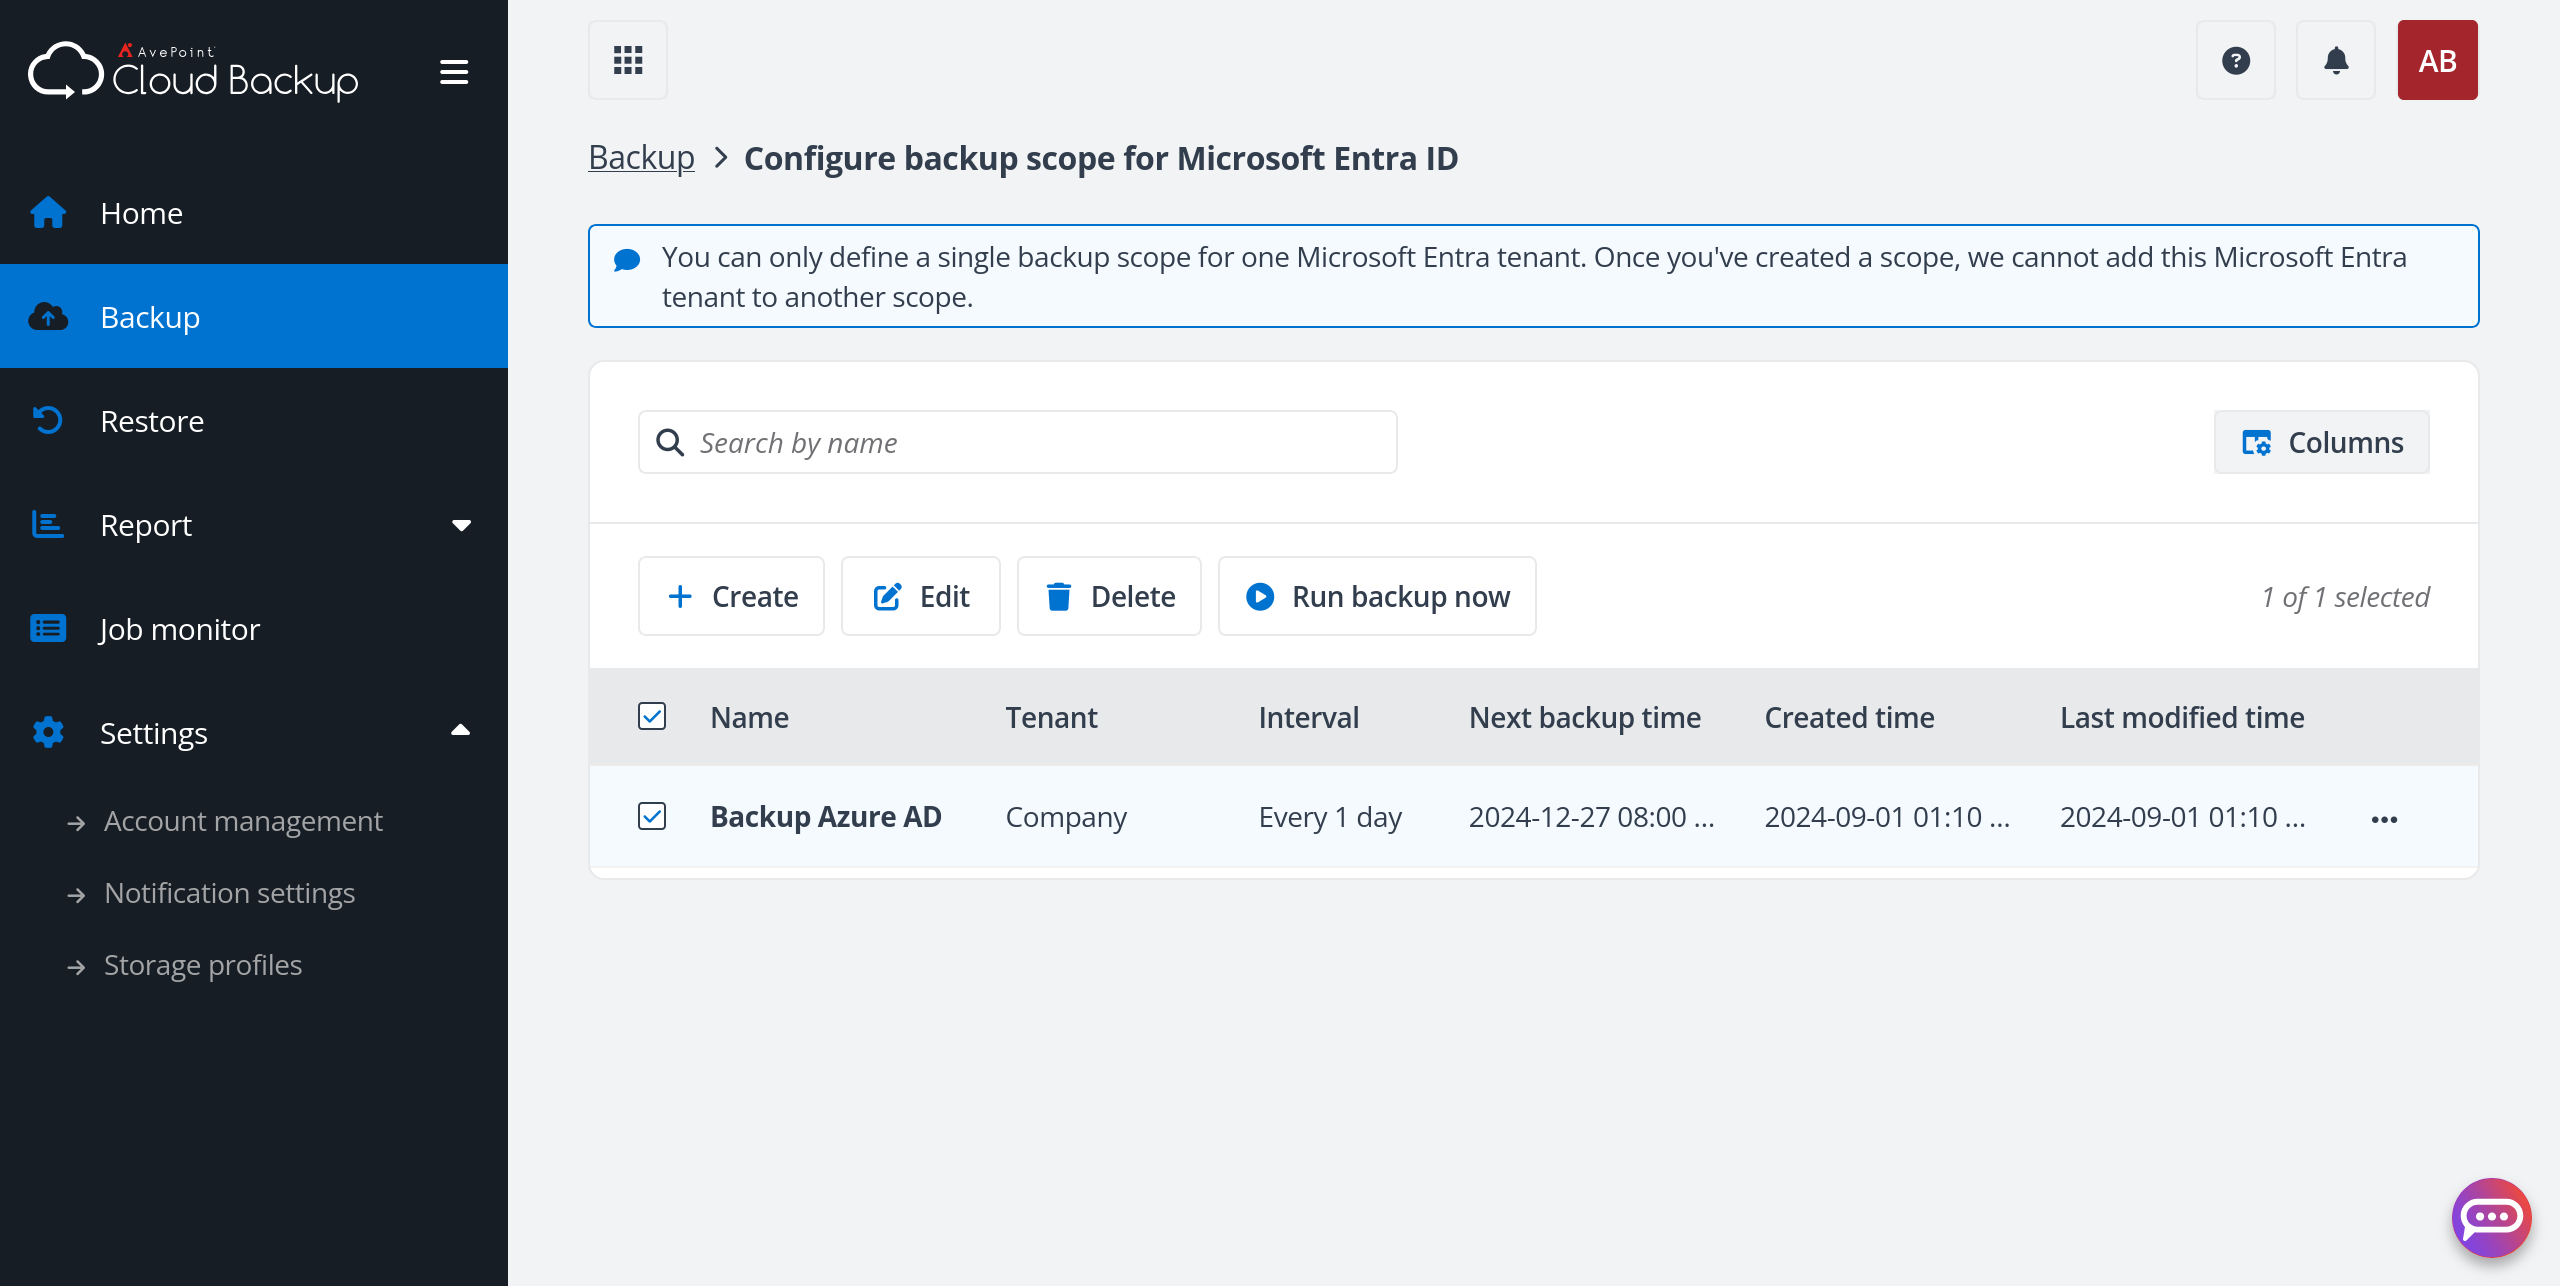 AvePoint
Cloud Backup
AB
Home
Backup
Restore
Report
Job monitor
Settings
Account management
Notification settings
Storage profiles
Backup > Configure backup scope for Microsoft Entra ID
You can only define a single backup scope for one Microsoft Entra tenant. Once you've created a scope, we cannot add this Microsoft Entra
tenant to another scope.
Search by name
Columns
Create Edit Delete Run backup now 1 of 1 selected
Name Tenant Interval Next backup time Created time Last modified time
Backup Azure AD Company Every 1 day 2024-12-27 08:00 ... 2024-09-01 01:10 ... 2024-09-01 01:10 ...